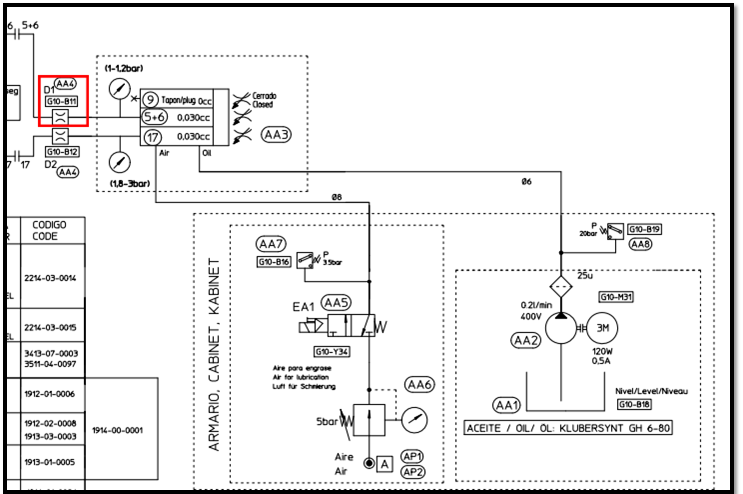 6 5+6
(1-1,2bar)
AA4
D1
G10-B11
9 Tapon/plug 0cc
Cerrado
Closed
5+6 0,030cc
17 0,030cc
AA3
Air Oil
G10-B12
D2
AA4
7 17
(1,8-3bar)
Ø8
Ø6
CODIGO
CODE
2214-03-0014
2214-03-0015
3413-07-0003
3511-04-0097
1912-01-0006
1912-02-0008
1913-03-0003
1914-00-0001
1913-01-0005
ARMARIO, CABINET, KABINET
AA7
G10-B16
P
3.5bar
EA1
AA5
G10-Y34
Aire para engrase
Air for lubrication
Luft für Schnierung
AA6
5bar
Aire
Air
A
AP1
AP2
P
20bar
G10-B19
AA8
25u
G10-M31
0.2l/min
400V
3M
AA2
120W
0,5A
Nivel/Level/Niveau
AA1
G10-B18
ACEITE / OIL/ ÖL: KLUBERSYNT GH 6-80